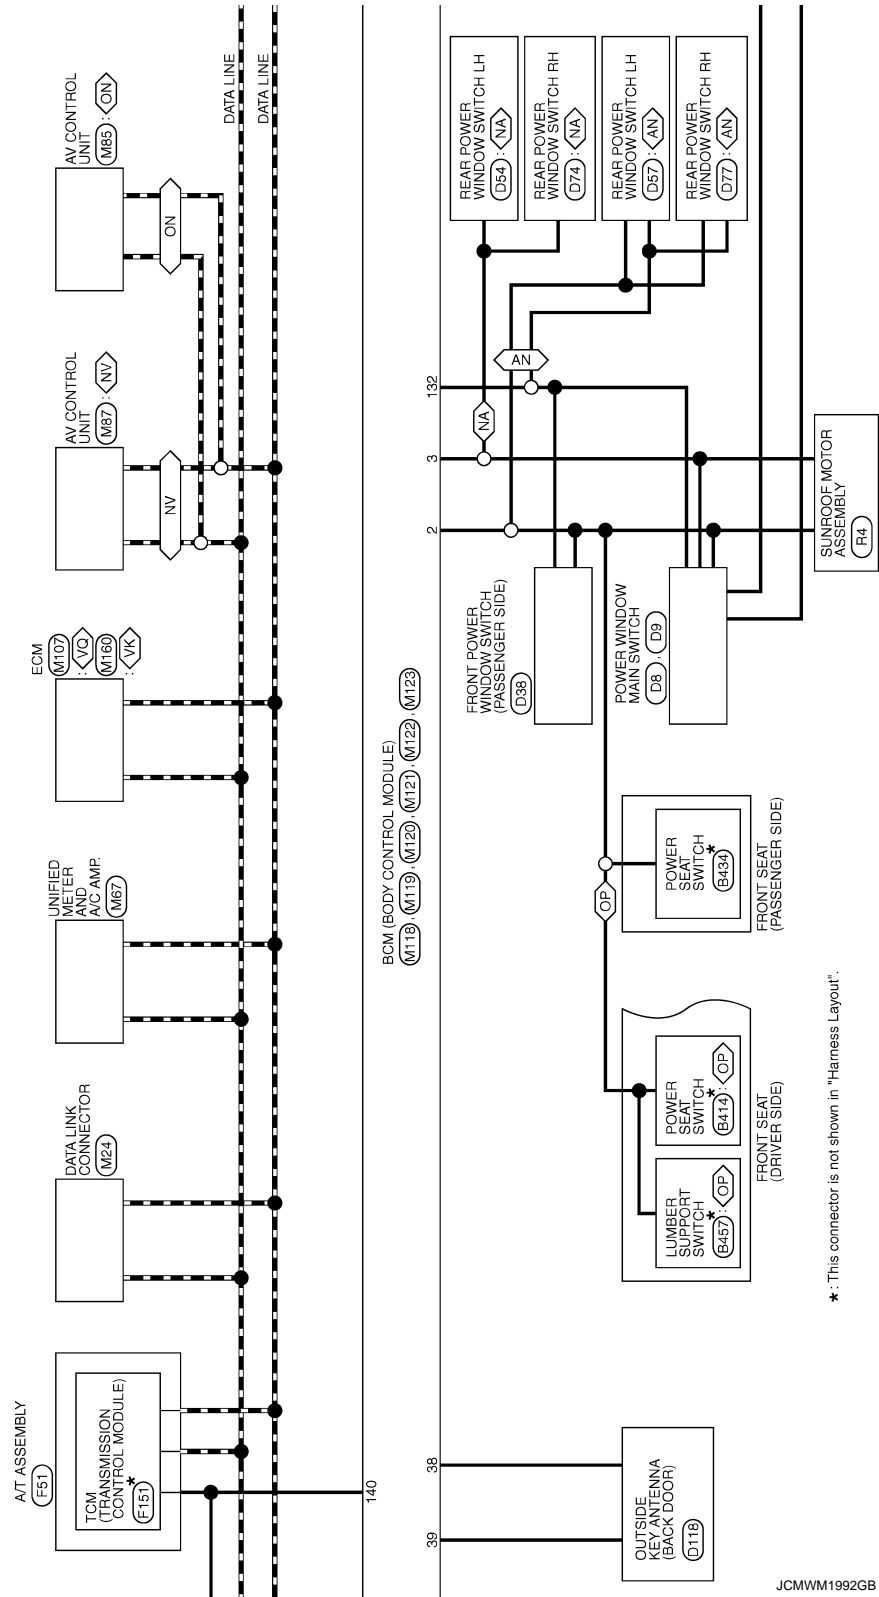 A/T ASSEMBLY
F51
TCM
(TRANSMISSION
CONTROL MODULE)
*
F151
DATA LINK
CONNECTOR
M24
UNIFIED
METER
AND
A/C AMP.
M67
ECM
M107
: VQ
M160
: VK
AV CONTROL
UNIT
M87 : NV
AV CONTROL
UNIT
M85 : ON
NV
ON
DATA LINE
DATA LINE
140
BCM (BODY CONTROL MODULE)
M118 , M119 , M120 , M121 , M122 , M123
39
38
2
3
132
OUTSIDE
KEY ANTENNA
(BACK DOOR)
D118
LUMBER
SUPPORT
SWITCH
*
B457 : OP
POWER
SEAT
SWITCH
*
B414 : OP
FRONT SEAT
(DRIVER SIDE)
OP
POWER
SEAT
SWITCH
*
B434
FRONT SEAT
(PASSENGER SIDE)
FRONT POWER
WINDOW SWITCH
(PASSENGER SIDE)
D38
POWER WINDOW
MAIN SWITCH
D8 , D9
NA
AN
REAR POWER
WINDOW SWITCH LH
D54 : NA
REAR POWER
WINDOW SWITCH RH
D74 : NA
REAR POWER
WINDOW SWITCH LH
D57 : AN
REAR POWER
WINDOW SWITCH RH
D77 : AN
SUNROOF MOTOR
ASSEMBLY
R4
* : This connector is not shown in "Harness Layout".
JCMWM1992GB